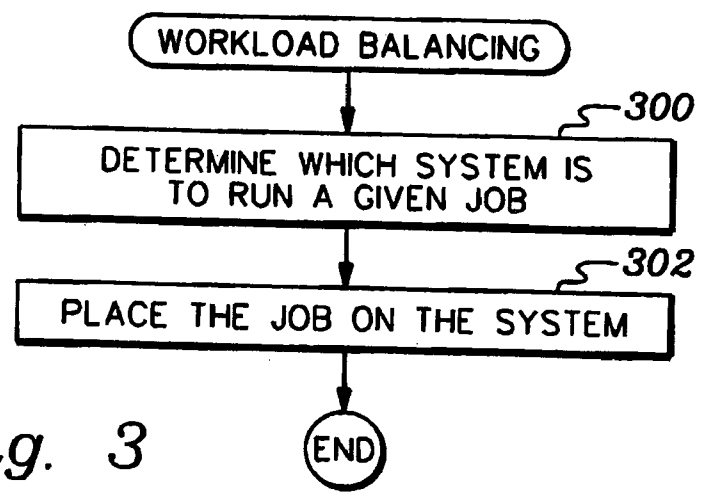 WORKLOAD BALANCING
300
DETERMINE WHICH SYSTEM IS
TO RUN A GIVEN JOB
302
PLACE THE JOB ON THE SYSTEM
END
3